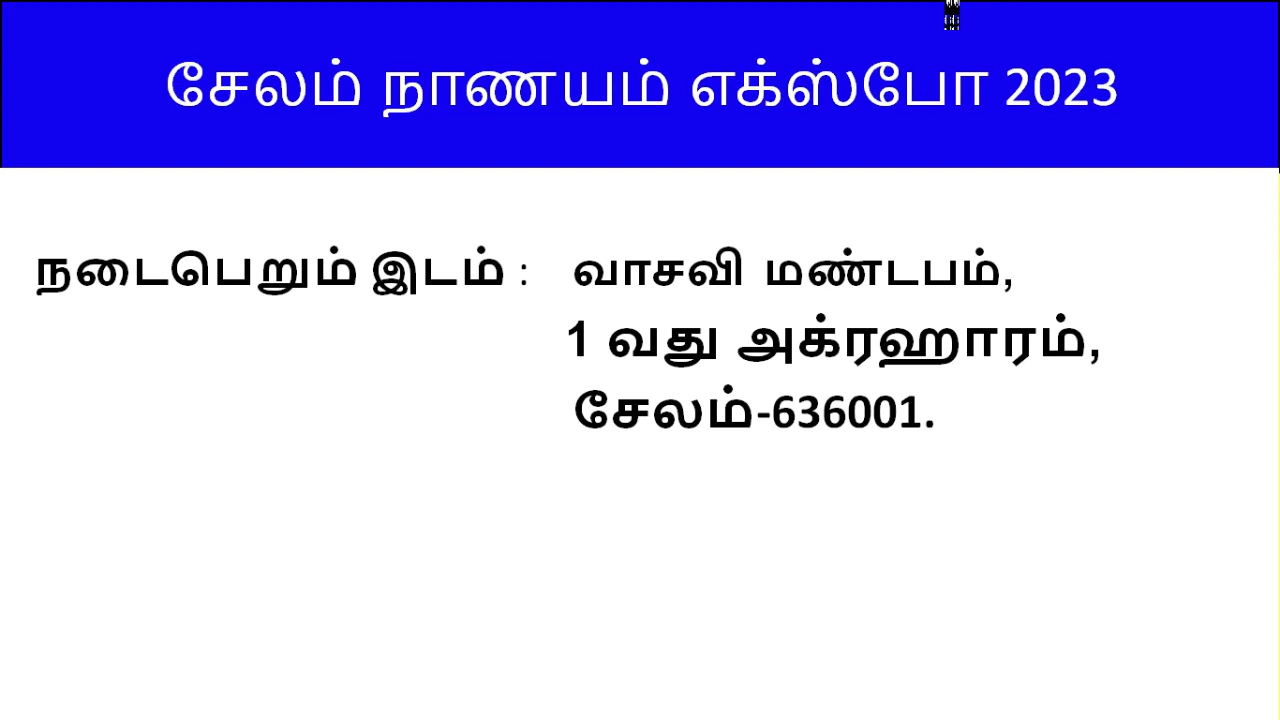 சேலம் நாணயம் எக்ஸ்போ 2023
நடைபெறும் இடம் : வாசவி மண்டபம்,
1 வது அக்ரஹாரம்,
சேலம்-636001.